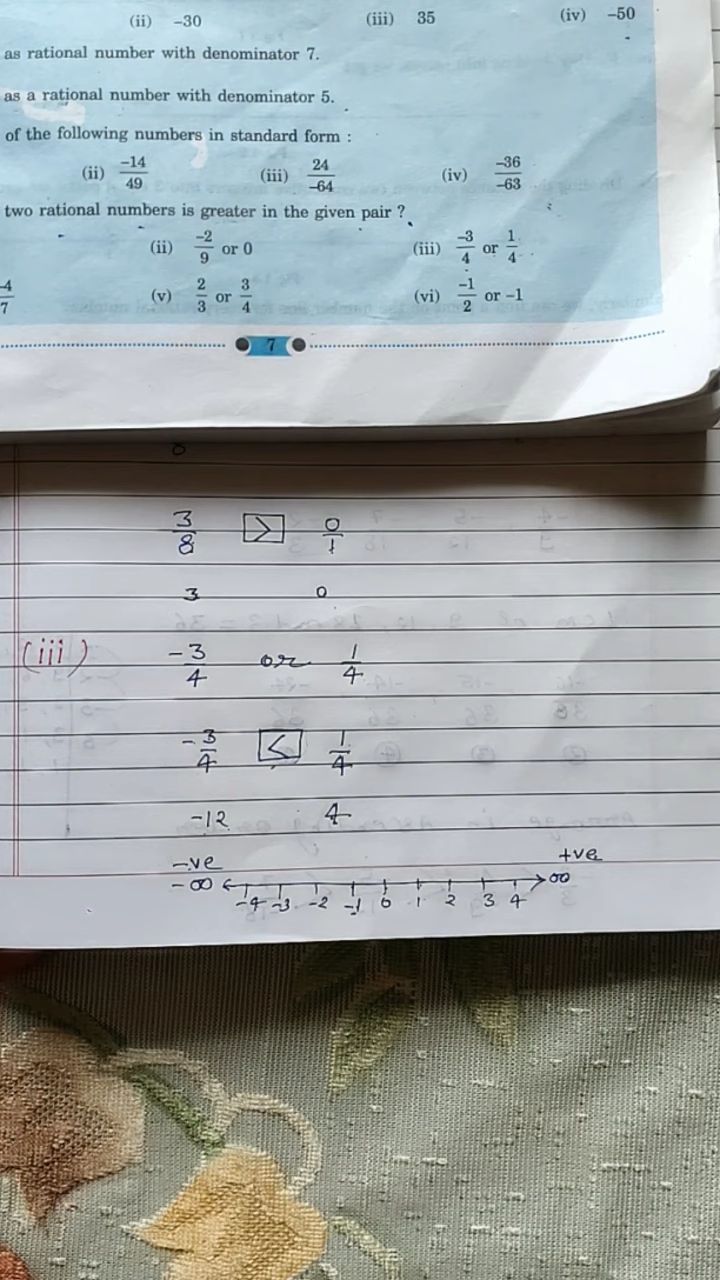 (ii) -30 (iii) 35 (iv) -50
as rational number with denominator 7.
as a rational number with denominator 5.
of the following numbers in standard form :
(ii) -14/49 (iii) 24/-64 (iv) -36/-63
two rational numbers is greater in the given pair ?
(ii) -2/9 or 0 (iii) -3/4 or 1/4
-4/7 (v) 2/3 or 3/4 (vi) -1/2 or -1
7
3/8 > 0/1
3 0
(iii) -3/4 or 1/4
-3/4 < 1/4
-12 4
-ve +ve
-∞ ∞
-4 -3 -2 -1 0 1 2 3 4